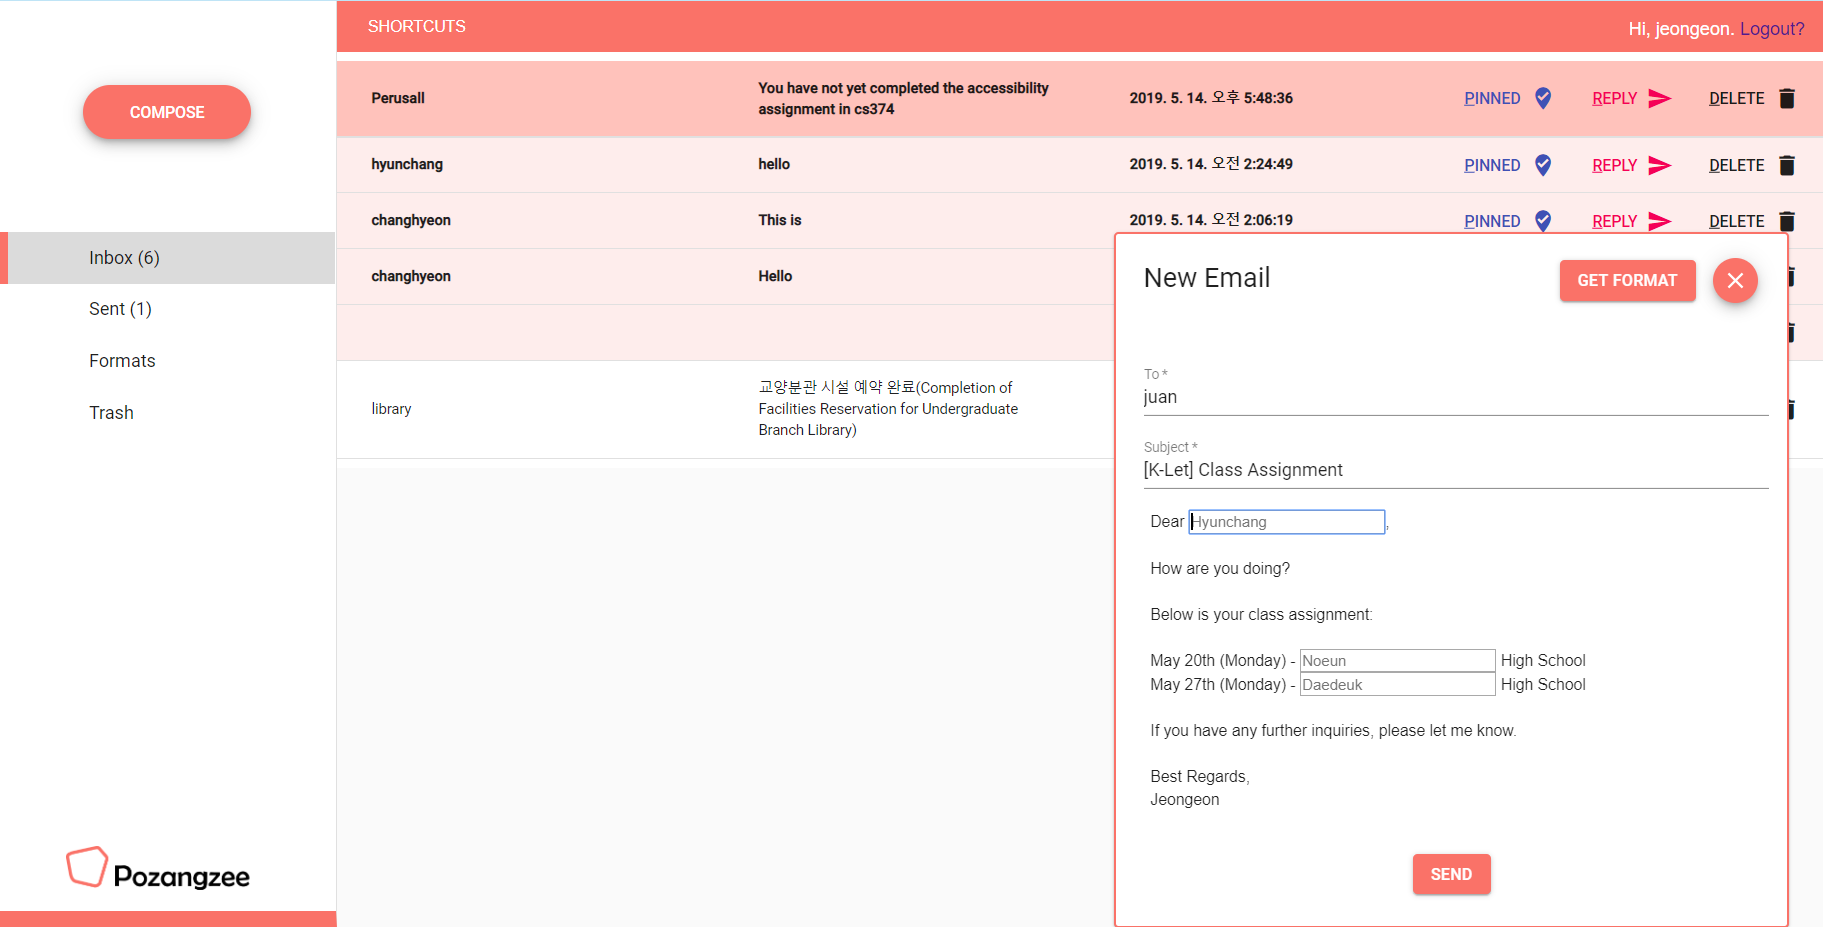 SHORTCUTS
Hi, jeongeon. Logout?
COMPOSE
Inbox (6)
Sent (1)
Formats
Trash
Pozangzee
Perusall
You have not yet completed the accessibility
assignment in cs374
2019. 5. 14. 오후 5:48:36
PINNED
REPLY
DELETE
hyunchang
hello
2019. 5. 14. 오전 2:24:49
PINNED
REPLY
DELETE
changhyeon
This is
2019. 5. 14. 오전 2:06:19
PINNED
REPLY
DELETE
changhyeon
Hello
library
교양분관 시설 예약 완료(Completion of
Facilities Reservation for Undergraduate
Branch Library)
New Email
GET FORMAT
To *
juan
Subject *
[K-Let] Class Assignment
Dear Hyunchang,
How are you doing?
Below is your class assignment:
May 20th (Monday) - Noeun High School
May 27th (Monday) - Daedeuk High School
If you have any further inquiries, please let me know.
Best Regards,
Jeongeon
SEND